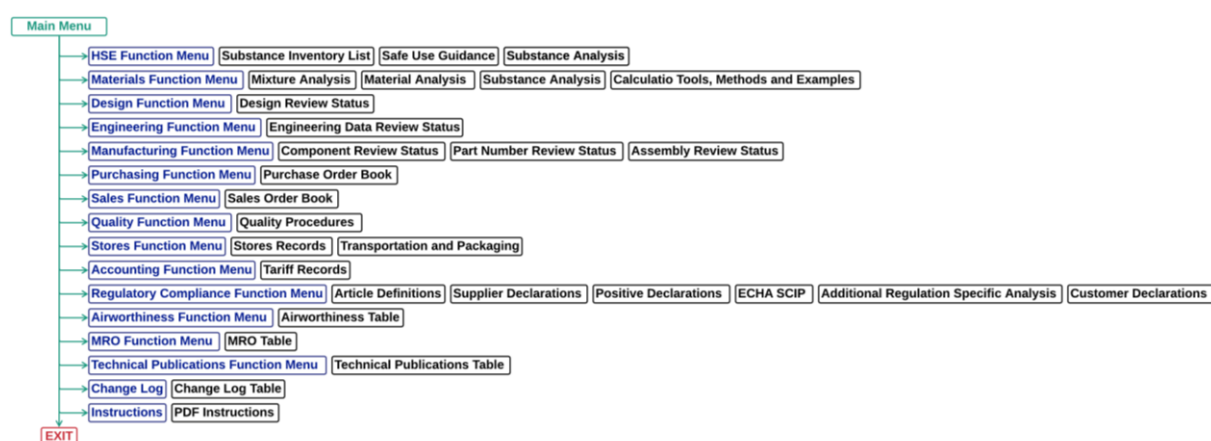 Main Menu
HSE Function Menu Substance Inventory List Safe Use Guidance Substance Analysis
Materials Function Menu Mixture Analysis Material Analysis Substance Analysis Calculatio Tools, Methods and Examples
Design Function Menu Design Review Status
Engineering Function Menu Engineering Data Review Status
Manufacturing Function Menu Component Review Status Part Number Review Status Assembly Review Status
Purchasing Function Menu Purchase Order Book
Sales Function Menu Sales Order Book
Quality Function Menu Quality Procedures
Stores Function Menu Stores Records Transportation and Packaging
Accounting Function Menu Tariff Records
Regulatory Compliance Function Menu Article Definitions Supplier Declarations Positive Declarations ECHA SCIP Additional Regulation Specific Analysis Customer Declarations
Airworthiness Function Menu Airworthiness Table
MRO Function Menu MRO Table
Technical Publications Function Menu Technical Publications Table
Change Log Change Log Table
Instructions PDF Instructions
EXIT